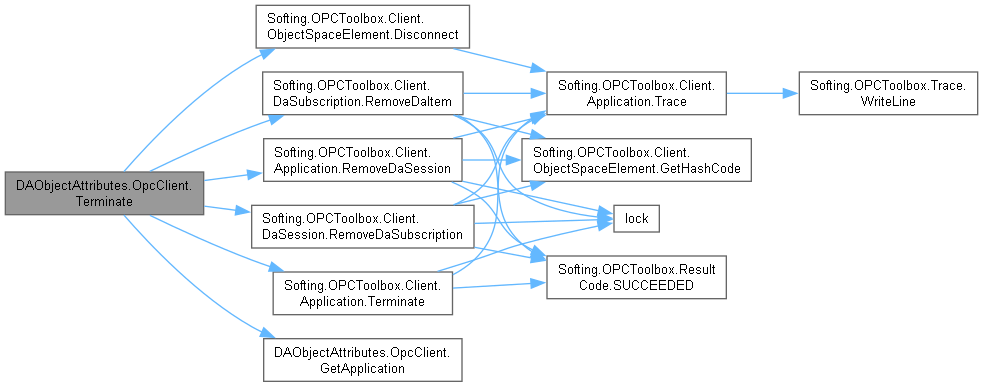 DAObjectAttributes.OpcClient.
Terminate
Softing.OPCToolbox.Client.
ObjectSpaceElement.Disconnect
Softing.OPCToolbox.Client.
DaSubscription.RemoveDaItem
Softing.OPCToolbox.Client.
Application.RemoveDaSession
Softing.OPCToolbox.Client.
DaSession.RemoveDaSubscription
Softing.OPCToolbox.Client.
Application.Terminate
DAObjectAttributes.OpcClient.
GetApplication
Softing.OPCToolbox.Client.
Application.Trace
Softing.OPCToolbox.Client.
ObjectSpaceElement.GetHashCode
lock
Softing.OPCToolbox.Result
Code.SUCCEEDED
Softing.OPCToolbox.Trace.
WriteLine